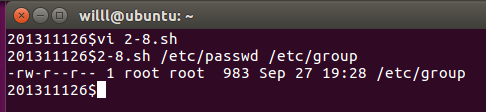 willl@ubuntu: ~
201311126$vi 2-8.sh
201311126$2-8.sh /etc/passwd /etc/group
-rw-r--r-- 1 root root  983 Sep 27 19:28 /etc/group
201311126$